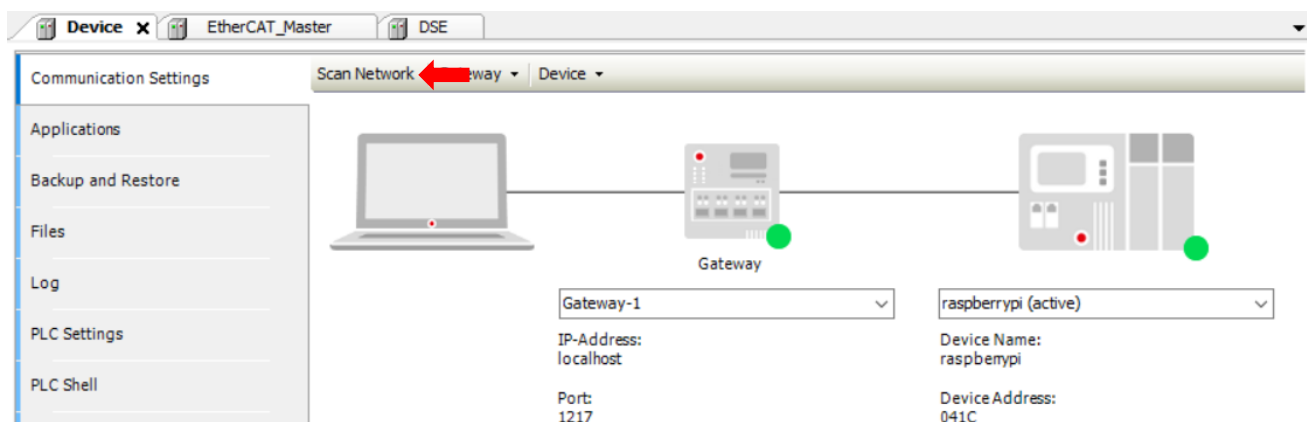 Device EtherCAT_Master DSE
Communication Settings
Scan Network Device
Applications
Backup and Restore
Files
Log
PLC Settings
PLC Shell
Gateway
Gateway-1
raspberrypi (active)
IP-Address:
localhost
Device Name:
raspberrypi
Port:
1217
Device Address:
041C